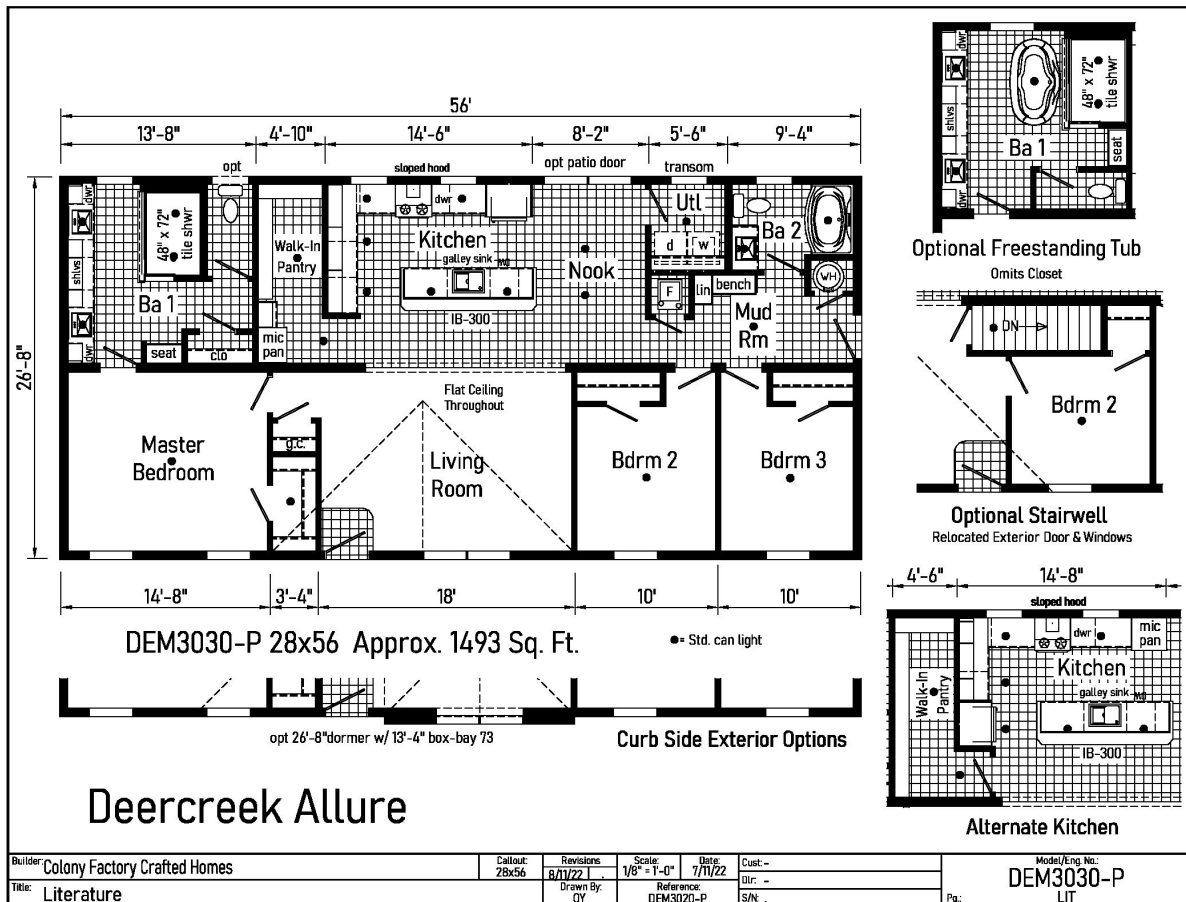 56'
13'-8" 4'-10" 14'-6" 8'-2" 5'-6" 9'-4"
opt sloped hood opt patio door transom
26'-8"
dwr
shlvs
dwr
48" x 72"
tile shwr
Ba 1
seat
clo
Walk-In
Pantry
mic
pan
dwr
Kitchen
galley sink
IB-300
Nook
Utl
d w
F
lin
bench
Ba 2
WH
Mud
Rm
Master
Bedroom
g.c.
Flat Ceiling
Throughout
Living
Room
Bdrm 2
Bdrm 3
14'-8" 3'-4" 18' 10' 10'
DEM3030-P 28x56 Approx. 1493 Sq. Ft.
●= Std. can light
opt 26'-8"dormer w/ 13'-4" box-bay 73
Curb Side Exterior Options
Deercreek Allure
dwr
shlvs
dwr
48" x 72"
tile shwr
Ba 1
seat
Optional Freestanding Tub
Omits Closet
DN
Bdrm 2
Optional Stairwell
Relocated Exterior Door & Windows
4'-6" 14'-8"
sloped hood
dwr
mic
pan
Kitchen
galley sink
Walk-In
Pantry
IB-300
Alternate Kitchen
Builder: Colony Factory Crafted Homes
Title: Literature
Callout:
28x56
Revisions
8/11/22 .
Scale:
1/8" = 1'-0"
Date:
7/11/22
Drawn By:
OY
Reference:
DEM3020-P
Cust: -
Dlr: -
S/N: .
Model/Eng. No.:
DEM3030-P
Pg.: LIT